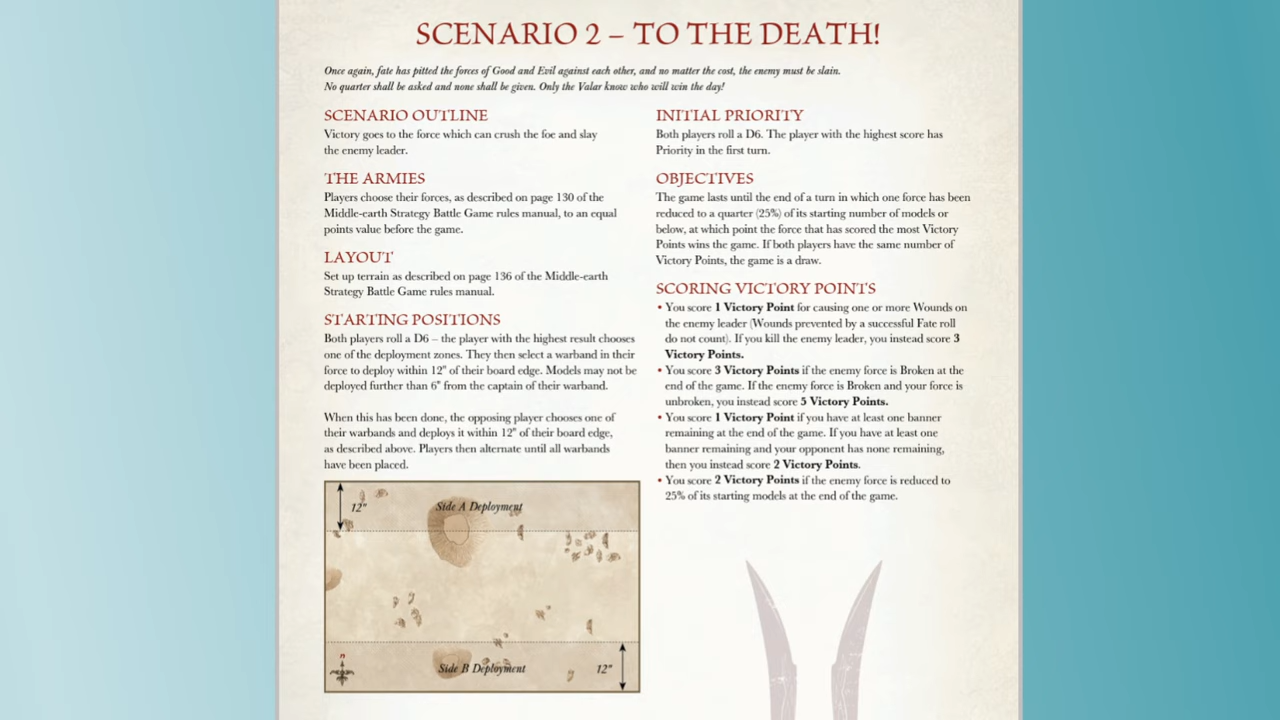 SCENARIO 2 – TO THE DEATH!
Once again, fate has pitted the forces of Good and Evil against each other, and no matter the cost, the enemy must be slain.
No quarter shall be asked and none shall be given. Only the Valar know who will win the day!
SCENARIO OUTLINE
Victory goes to the force which can crush the foe and slay
the enemy leader.
THE ARMIES
Players choose their forces, as described on page 130 of the
Middle-earth Strategy Battle Game rules manual, to an equal
points value before the game.
LAYOUT
Set up terrain as described on page 136 of the Middle-earth
Strategy Battle Game rules manual.
STARTING POSITIONS
Both players roll a D6 – the player with the highest result chooses
one of the deployment zones. They then select a warband in their
force to deploy within 12" of their board edge. Models may not be
deployed further than 6" from the captain of their warband.
When this has been done, the opposing player chooses one of
their warbands and deploys it within 12" of their board edge,
as described above. Players then alternate until all warbands
have been placed.
12"
Side A Deployment
n
Side B Deployment
12"
INITIAL PRIORITY
Both players roll a D6. The player with the highest score has
Priority in the first turn.
OBJECTIVES
The game lasts until the end of a turn in which one force has been
reduced to a quarter (25%) of its starting number of models or
below, at which point the force that has scored the most Victory
Points wins the game. If both players have the same number of
Victory Points, the game is a draw.
SCORING VICTORY POINTS
• You score 1 Victory Point for causing one or more Wounds on
the enemy leader (Wounds prevented by a successful Fate roll
do not count). If you kill the enemy leader, you instead score 3
Victory Points.
• You score 3 Victory Points if the enemy force is Broken at the
end of the game. If the enemy force is Broken and your force is
unbroken, you instead score 5 Victory Points.
• You score 1 Victory Point if you have at least one banner
remaining at the end of the game. If you have at least one
banner remaining and your opponent has none remaining,
then you instead score 2 Victory Points.
• You score 2 Victory Points if the enemy force is reduced to
25% of its starting models at the end of the game.